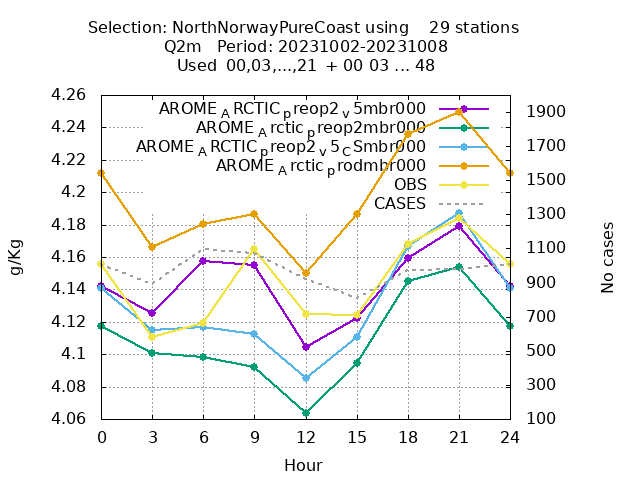 Selection: NorthNorwayPureCoast using 29 stations
Q2m Period: 20231002-20231008
Used 00,03,...,21 + 00 03 ... 48
AROME_ARCTIC_preop2_v5mbr000
AROME_Arctic_preop2mbr000
AROME_ARCTIC_preop2_v5_CSmbr000
AROME_Arctic_prodmbr000
OBS
CASES
4.26
4.24
4.22
4.2
4.18
4.16
4.14
4.12
4.1
4.08
4.06
g/Kg
1900
1700
1500
1300
1100
900
700
500
300
100
No cases
0 3 6 9 12 15 18 21 24
Hour